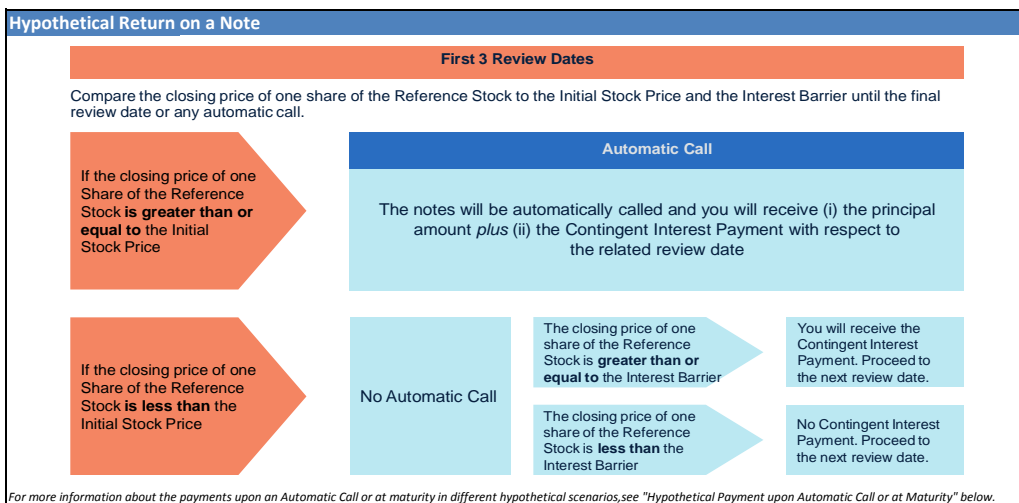 Hypothetical Return on a Note
First 3 Review Dates
Compare the closing price of one share of the Reference Stock to the Initial Stock Price and the Interest Barrier until the final
review date or any automatic call.
If the closing price of one
Share of the Reference
Stock is greater than or
equal to the Initial
Stock Price
Automatic Call
The notes will be automatically called and you will receive (i) the principal
amount plus (ii) the Contingent Interest Payment with respect to
the related review date
If the closing price of one
Share of the Reference
Stock is less than the
Initial Stock Price
No Automatic Call
The closing price of one
share of the Reference
Stock is greater than or
equal to the Interest Barrier
You will receive the
Contingent Interest
Payment. Proceed to
the next review date.
The closing price of one
share of the Reference
Stock is less than the
Interest Barrier
No Contingent Interest
Payment. Proceed to
the next review date.
For more information about the payments upon an Automatic Call or at maturity in different hypothetical scenarios,see "Hypothetical Payment upon Automatic Call or at Maturity" below.